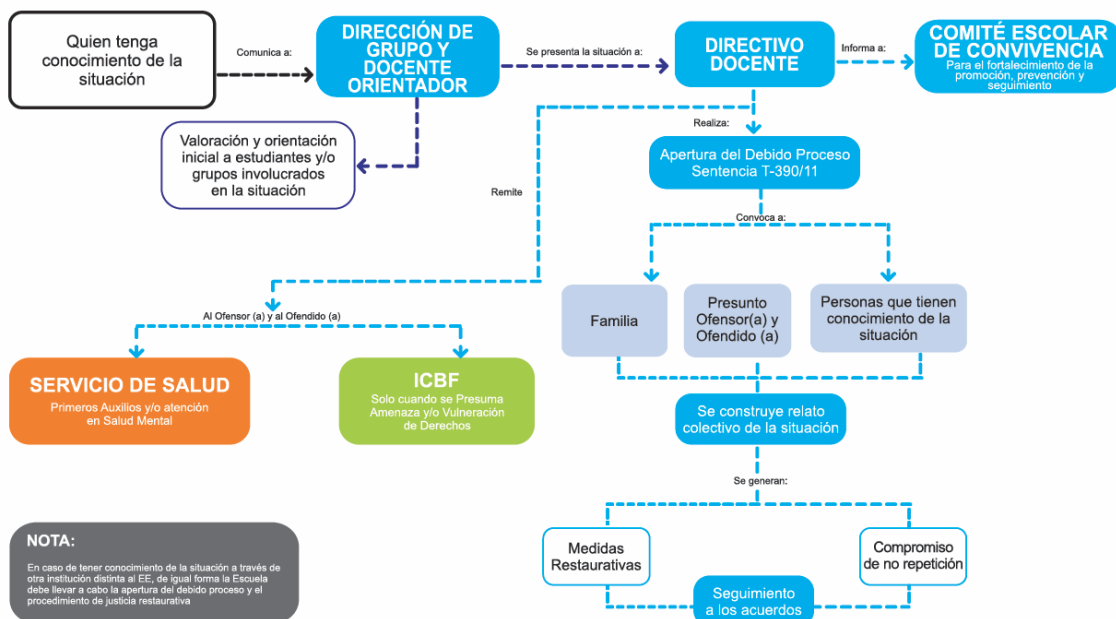 Quien tenga
conocimiento de la
situación
Comunica a:
DIRECCIÓN DE
GRUPO Y
DOCENTE
ORIENTADOR
Se presenta la situación a:
DIRECTIVO
DOCENTE
Informa a:
COMITÉ ESCOLAR
DE CONVIVENCIA
Para el fortalecimiento de la
promoción, prevención y
seguimiento
Valoración y orientación
inicial a estudiantes y/o
grupos involucrados
en la situación
Realiza:
Apertura del Debido Proceso
Sentencia T-390/11
Remite
Convoca a:
Familia
Presunto
Ofensor(a) y
Ofendido (a)
Personas que tienen
conocimiento de la
situación
Al Ofensor (a) y al Ofendido (a)
SERVICIO DE SALUD
Primeros Auxilios y/o atención
en Salud Mental
ICBF
Solo cuando se Presuma
Amenaza y/o Vulneración
de Derechos
Se construye relato
colectivo de la situación
Se generan:
Medidas
Restaurativas
Compromiso
de no repetición
Seguimiento
a los acuerdos
NOTA:
En caso de tener conocimiento de la situación a través de
otra institución distinta al EE, de igual forma la Escuela
debe llevar a cabo la apertura del debido proceso y el
procedimiento de justicia restaurativa